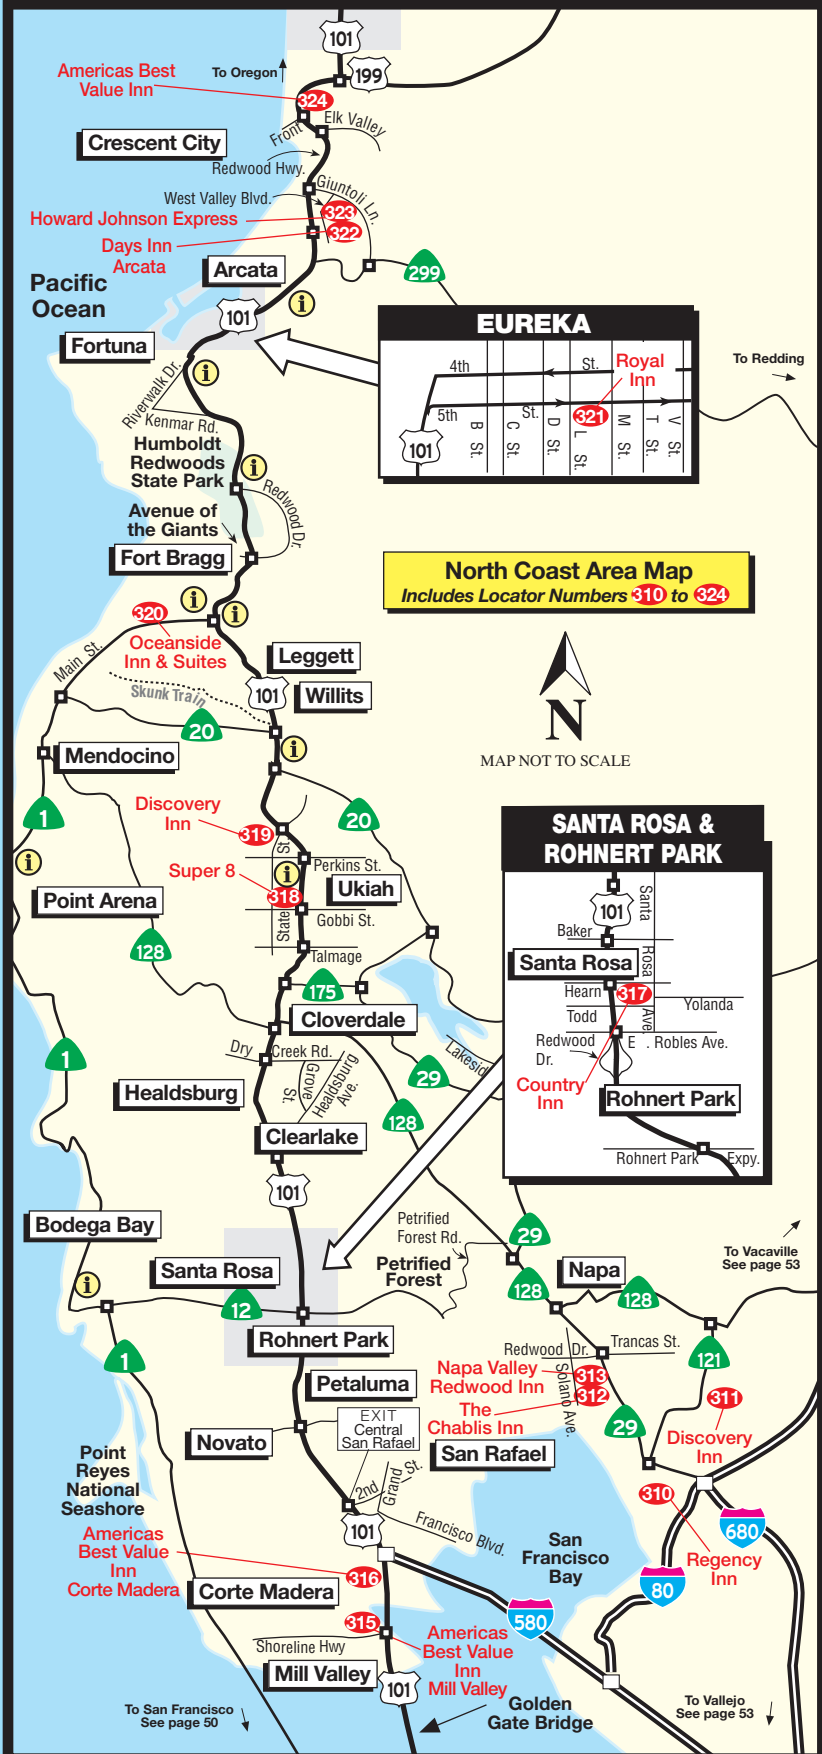 101
To Oregon
199
Americas Best
Value Inn
324
Front
Elk Valley
Crescent City
Redwood Hwy.
Giuntoli Ln.
West Valley Blvd.
323
Howard Johnson Express
322
Days Inn
Arcata
Arcata
299
Pacific
Ocean
i
101
Fortuna
EUREKA
4th
St.
Royal
Inn
5th
St.
321
101
B St.
C St.
D St.
L St.
M St.
T St.
V St.
To Redding
i
Riverwalk Dr.
Kenmar Rd.
Humboldt
Redwoods
State Park
i
Redwood Dr.
Avenue of
the Giants
Fort Bragg
North Coast Area Map
Includes Locator Numbers 310 to 324
i
i
320
Oceanside
Inn & Suites
Main St.
Leggett
Skunk Train
101
Willits
N
MAP NOT TO SCALE
20
Mendocino
i
1
Discovery
Inn
319
20
St.
i
Perkins St.
Super 8
i
318
Ukiah
Point Arena
State
Gobbi St.
128
Talmage
175
Cloverdale
SANTA ROSA &
ROHNERT PARK
Santa
101
Baker
Santa Rosa
Rosa
Hearn
317
Yolanda
Todd
Ave.
Redwood
Dr.
E . Robles Ave.
Country
Inn
Rohnert Park
Rohnert Park
Expy.
1
Dry
Creek Rd.
Lakesid
29
Grove
St.
Healdsburg
Ave.
Healdsburg
128
Clearlake
101
Bodega Bay
Petrified
Forest Rd.
29
Petrified
Forest
To Vacaville
See page 53
Santa Rosa
i
Napa
12
128
128
Rohnert Park
1
Redwood Dr.
Trancas St.
121
Petaluma
Napa Valley
Redwood Inn
313
Solano Ave.
312
311
The
Chablis Inn
EXIT
Central
San Rafael
29
Discovery
Inn
Novato
San Rafael
Point
Reyes
National
Seashore
2nd
St.
Grand
310
680
Francisco Blvd.
101
San
Francisco
Bay
Americas
Best Value
Inn
Corte Madera
Regency
Inn
316
80
Corte Madera
580
315
Americas
Best Value
Inn
Mill Valley
Shoreline Hwy
Mill Valley
101
To San Francisco
See page 50
Golden
Gate Bridge
To Vallejo
See page 53